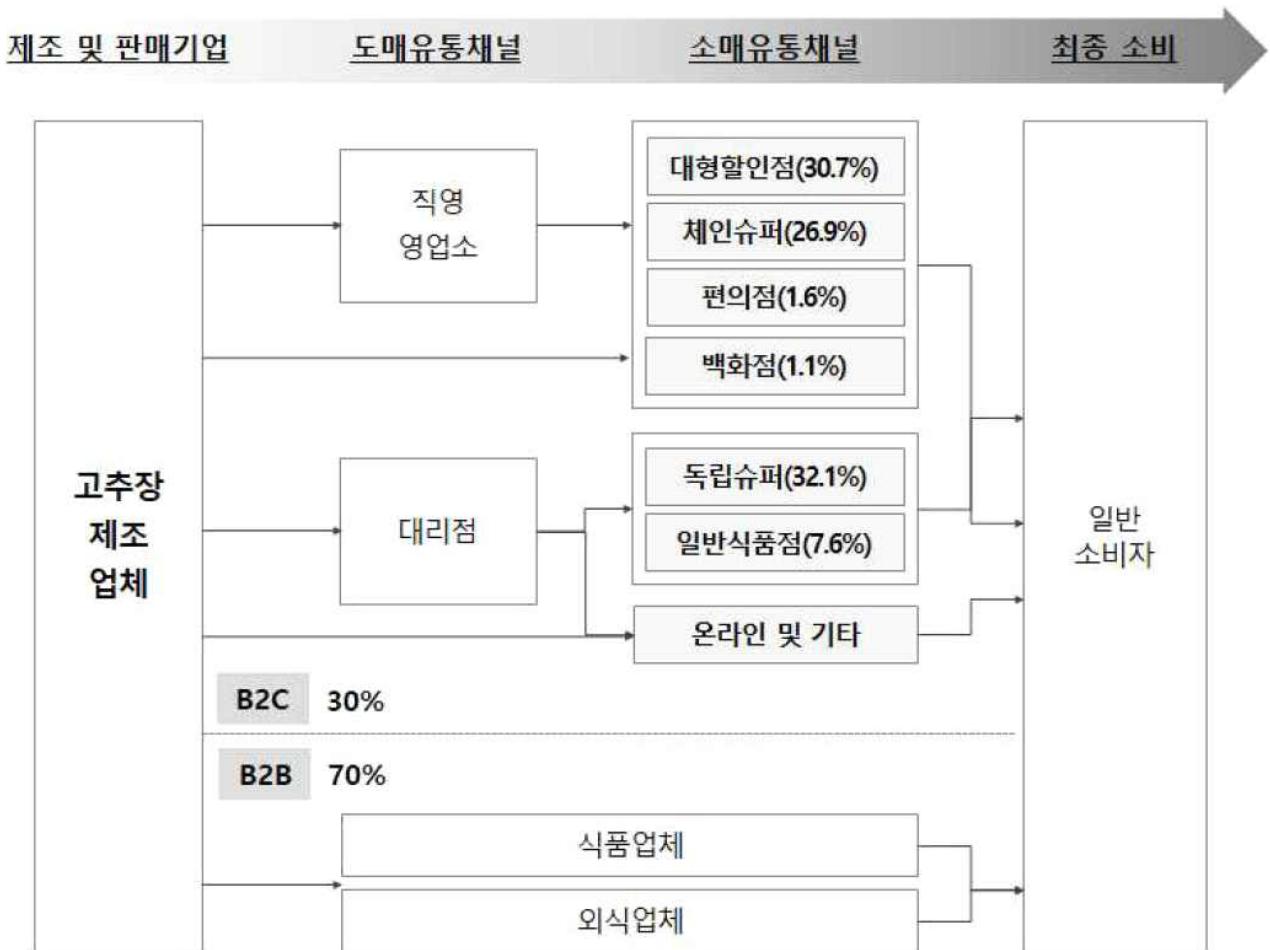 제조 및 판매기업
도매유통채널
소매유통채널
최종 소비
고추장
제조
업체
직영
영업소
대형할인점(30.7%)
체인슈퍼(26.9%)
편의점(1.6%)
백화점(1.1%)
대리점
독립슈퍼(32.1%)
일반식품점(7.6%)
온라인 및 기타
일반
소비자
B2C 30%
B2B 70%
식품업체
외식업체